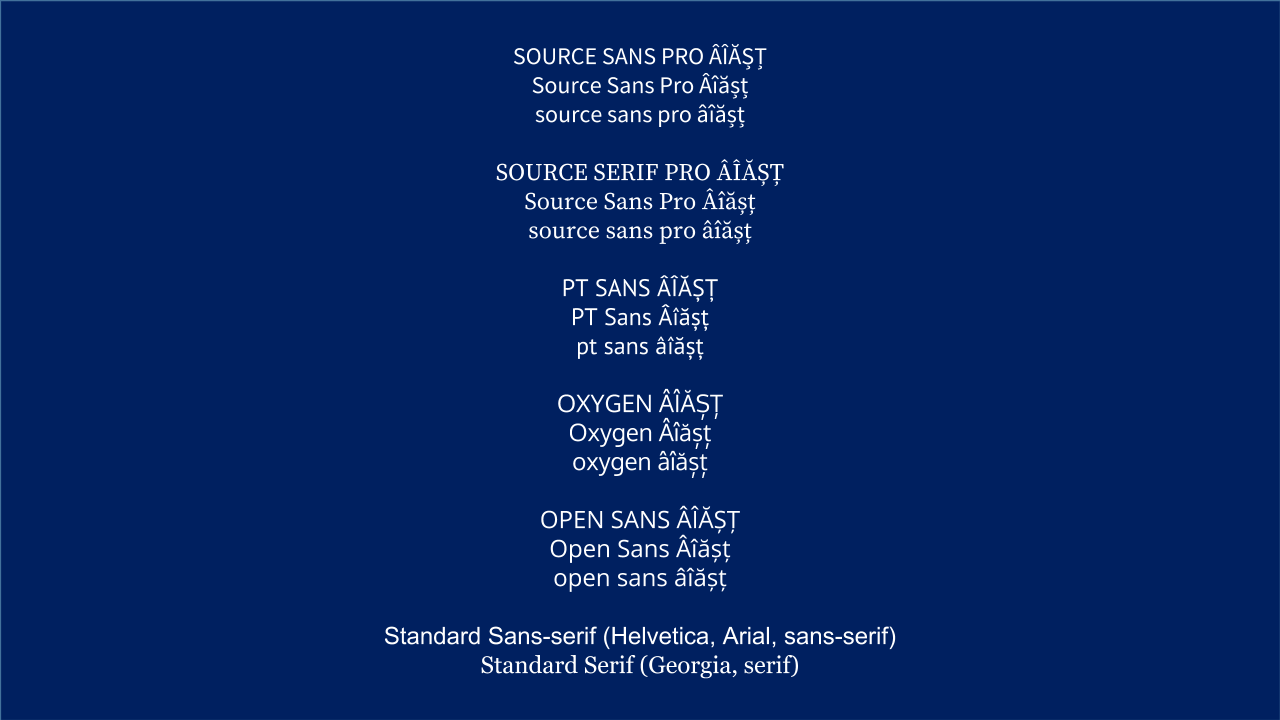 SOURCE SANS PRO ÂÎĂȘȚ
Source Sans Pro Âîășț
source sans pro âîășț
SOURCE SERIF PRO ÂÎĂȘȚ
Source Sans Pro Âîășț
source sans pro âîășț
PT SANS ÂÎĂȘȚ
PT Sans Âîășț
pt sans âîășț
OXYGEN ÂÎĂȘȚ
Oxygen Âîășț
oxygen âîășț
OPEN SANS ÂÎĂȘȚ
Open Sans Âîășț
open sans âîășț
Standard Sans-serif (Helvetica, Arial, sans-serif)
Standard Serif (Georgia, serif)